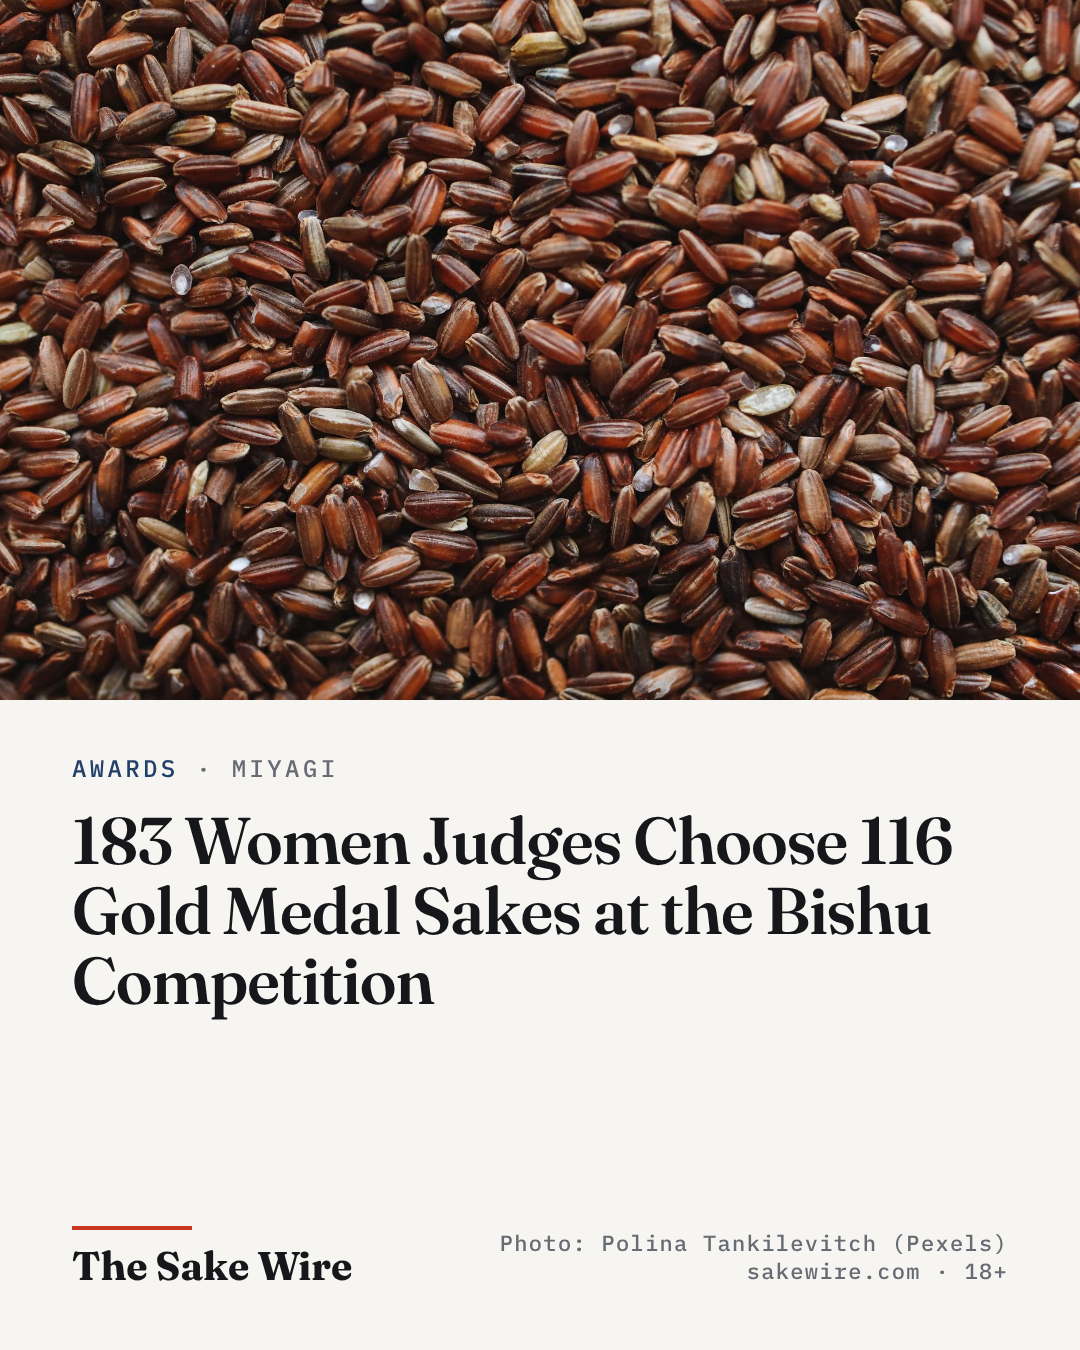 AWARDS · MIYAGI
183 Women Judges Choose 116
Gold Medal Sakes at the Bishu
Competition
The Sake Wire
Photo: Polina Tankilevitch (Pexels)
sakewire.com · 18+